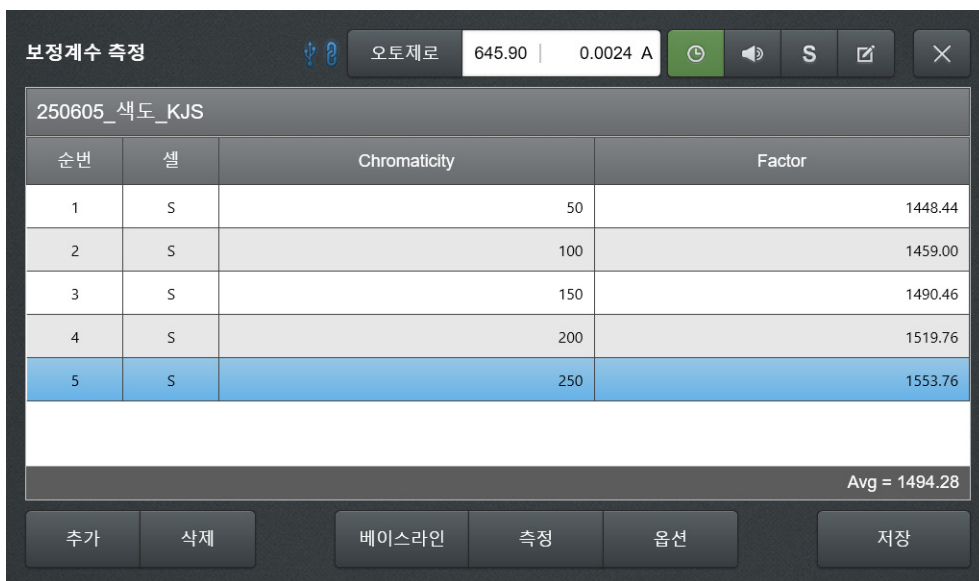 보정계수 측정 오토제로 645.90 0.0024 A S
250605_색도_KJS
순번 셀 Chromaticity Factor
1 S 50 1448.44
2 S 100 1459.00
3 S 150 1490.46
4 S 200 1519.76
5 S 250 1553.76
Avg = 1494.28
추가 삭제 베이스라인 측정 옵션 저장